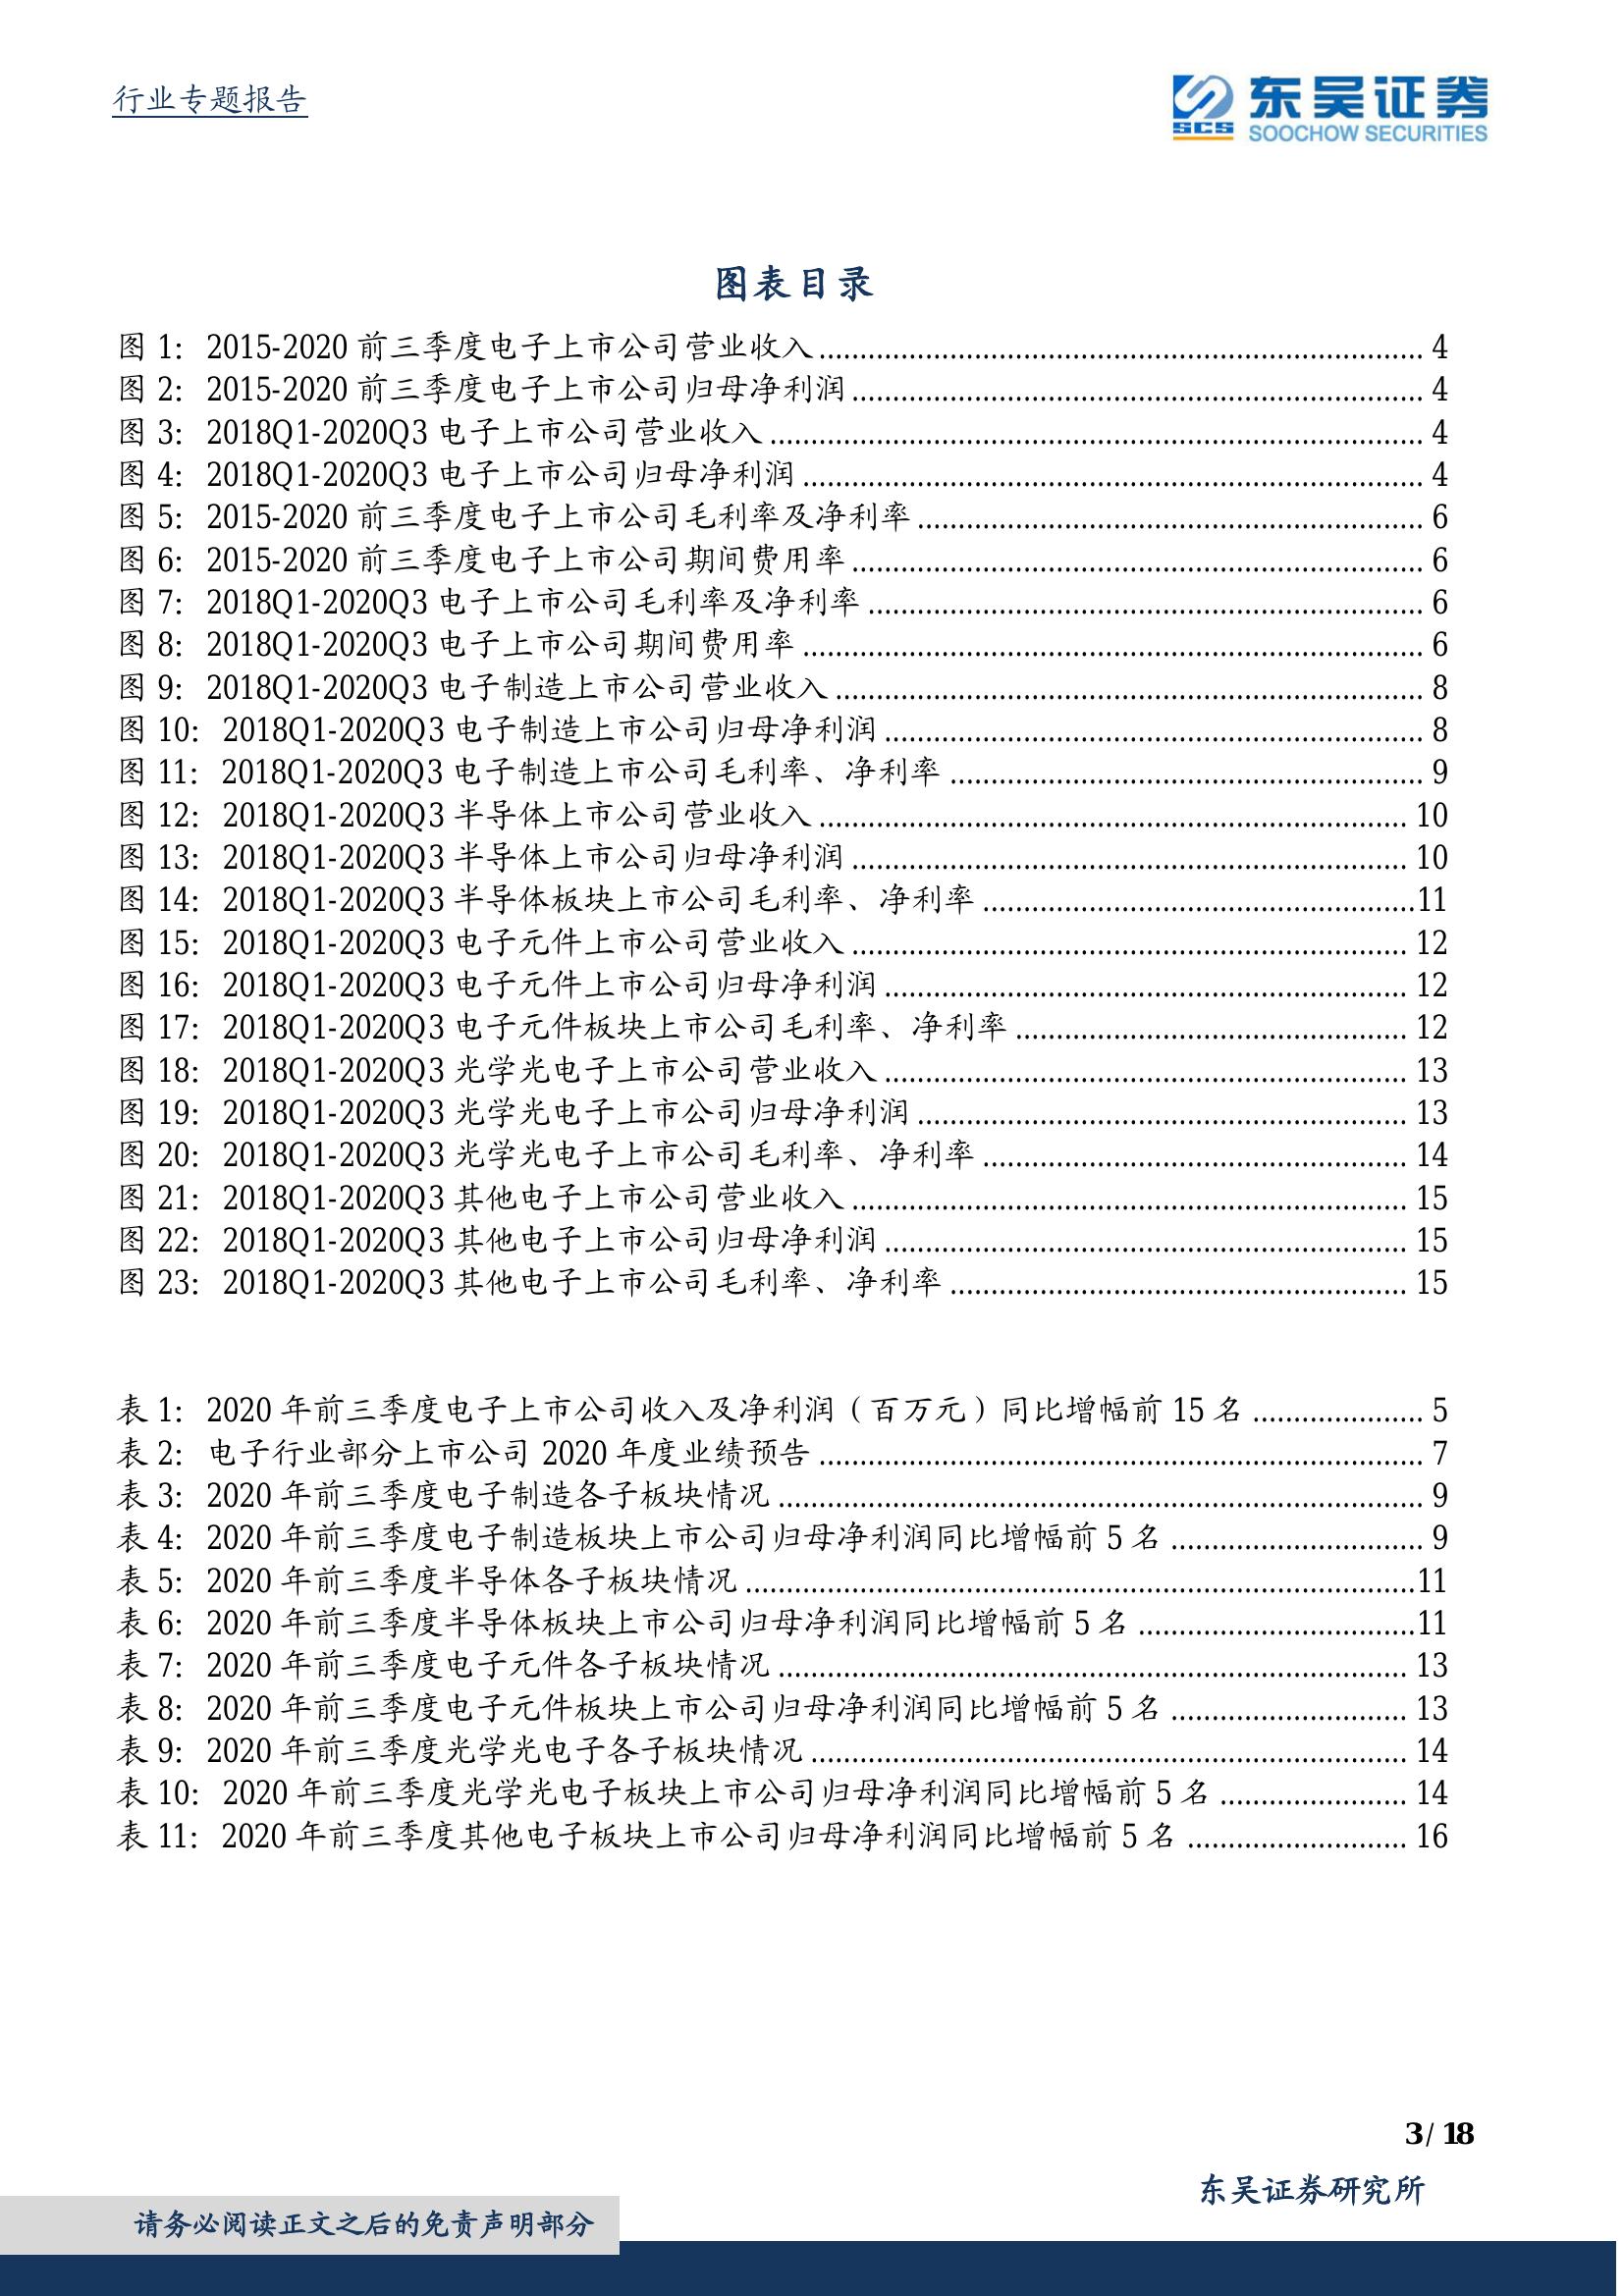 行业专题报告
SCS 东吴证券
SOOCHOW SECURITIES
图表目录
图 1: 2015-2020 前三季度电子上市公司营业收入 4
图 2: 2015-2020 前三季度电子上市公司归母净利润 4
图 3: 2018Q1-2020Q3 电子上市公司营业收入 4
图 4: 2018Q1-2020Q3 电子上市公司归母净利润 4
图 5: 2015-2020 前三季度电子上市公司毛利率及净利率 6
图 6: 2015-2020 前三季度电子上市公司期间费用率 6
图 7: 2018Q1-2020Q3 电子上市公司毛利率及净利率 6
图 8: 2018Q1-2020Q3 电子上市公司期间费用率 6
图 9: 2018Q1-2020Q3 电子制造上市公司营业收入 8
图 10: 2018Q1-2020Q3 电子制造上市公司归母净利润 8
图 11: 2018Q1-2020Q3 电子制造上市公司毛利率、净利率 9
图 12: 2018Q1-2020Q3 半导体上市公司营业收入 10
图 13: 2018Q1-2020Q3 半导体上市公司归母净利润 10
图 14: 2018Q1-2020Q3 半导体板块上市公司毛利率、净利率 11
图 15: 2018Q1-2020Q3 电子元件上市公司营业收入 12
图 16: 2018Q1-2020Q3 电子元件上市公司归母净利润 12
图 17: 2018Q1-2020Q3 电子元件板块上市公司毛利率、净利率 12
图 18: 2018Q1-2020Q3 光学光电子上市公司营业收入 13
图 19: 2018Q1-2020Q3 光学光电子上市公司归母净利润 13
图 20: 2018Q1-2020Q3 光学光电子上市公司毛利率、净利率 14
图 21: 2018Q1-2020Q3 其他电子上市公司营业收入 15
图 22: 2018Q1-2020Q3 其他电子上市公司归母净利润 15
图 23: 2018Q1-2020Q3 其他电子上市公司毛利率、净利率 15
表 1: 2020 年前三季度电子上市公司收入及净利润（百万元）同比增幅前 15 名 5
表 2: 电子行业部分上市公司 2020 年度业绩预告 7
表 3: 2020 年前三季度电子制造各子板块情况 9
表 4: 2020 年前三季度电子制造板块上市公司归母净利润同比增幅前 5 名 9
表 5: 2020 年前三季度半导体各子板块情况 11
表 6: 2020 年前三季度半导体板块上市公司归母净利润同比增幅前 5 名 11
表 7: 2020 年前三季度电子元件各子板块情况 13
表 8: 2020 年前三季度电子元件板块上市公司归母净利润同比增幅前 5 名 13
表 9: 2020 年前三季度光学光电子各子板块情况 14
表 10: 2020 年前三季度光学光电子板块上市公司归母净利润同比增幅前 5 名 14
表 11: 2020 年前三季度其他电子板块上市公司归母净利润同比增幅前 5 名 16
3 / 18
东吴证券研究所
请务必阅读正文之后的免责声明部分